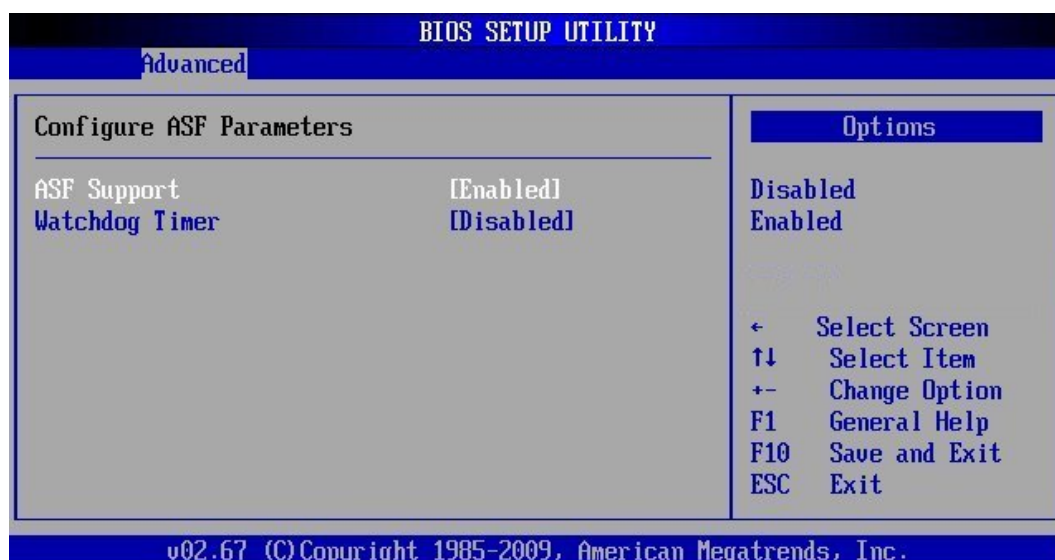 BIOS SETUP UTILITY
Advanced
Configure ASF Parameters
ASF Support [Enabled]
Watchdog Timer [Disabled]
Options
Disabled
Enabled
← Select Screen
↑↓ Select Item
+- Change Option
F1 General Help
F10 Save and Exit
ESC Exit
v02.67 (C)Copyright 1985-2009, American Megatrends, Inc.